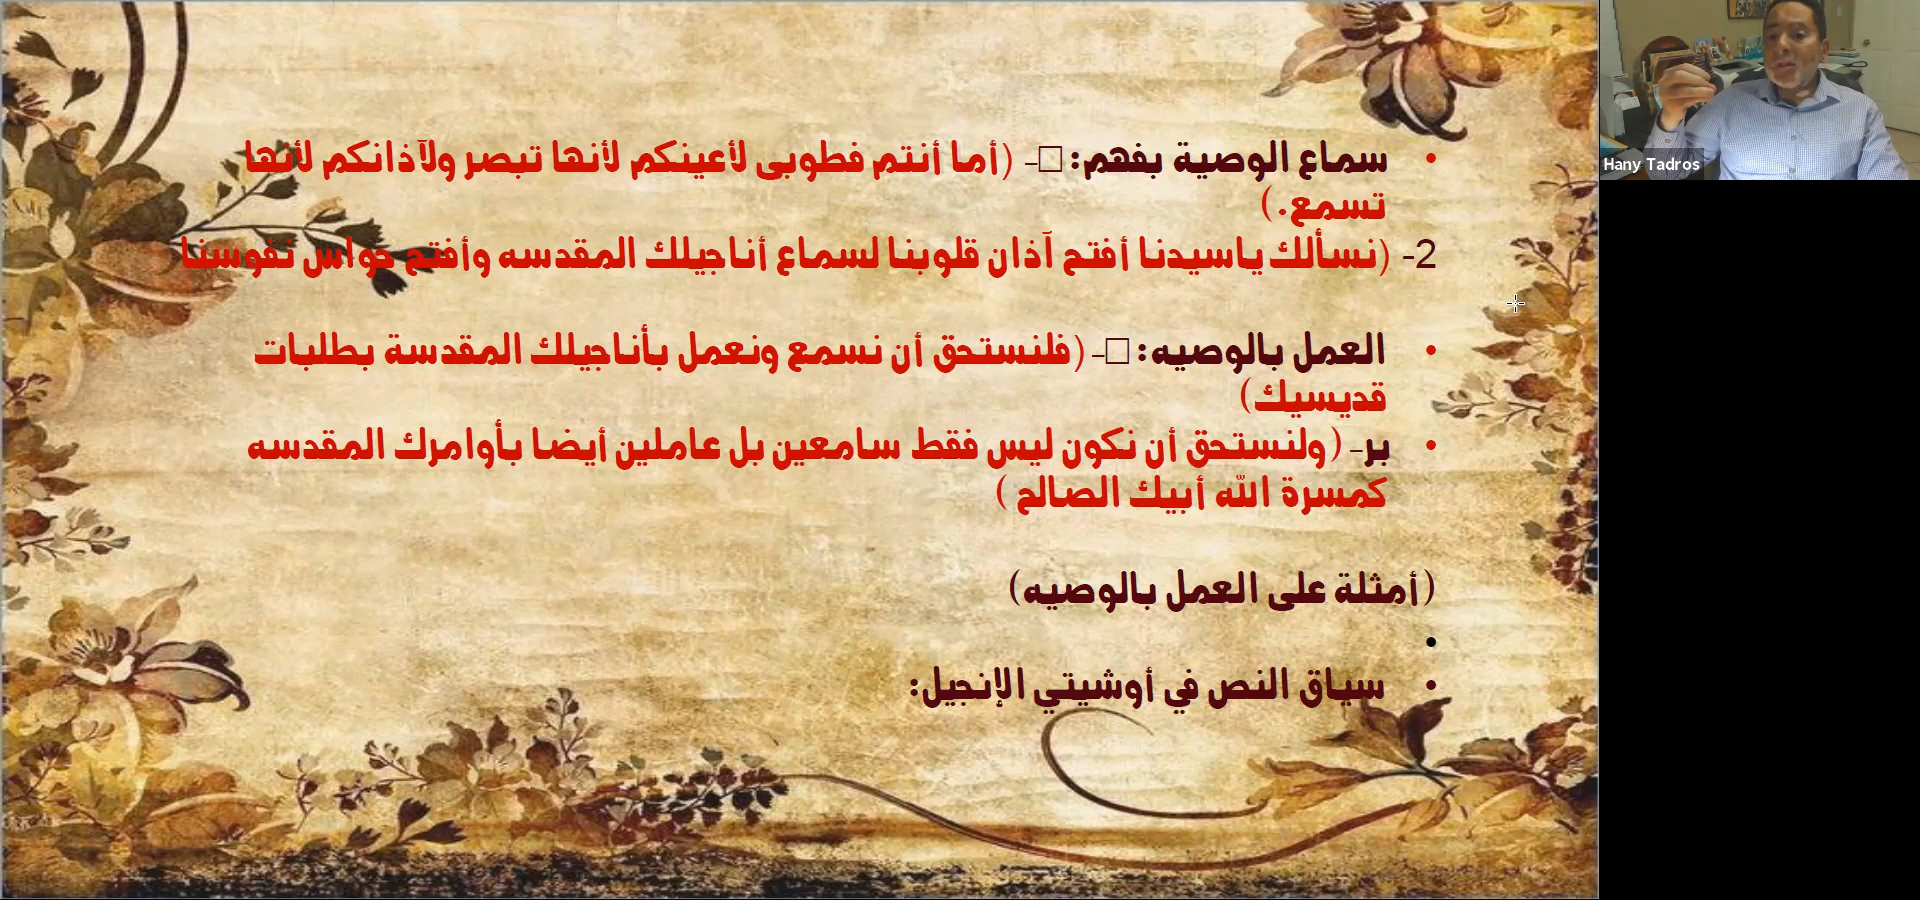 • سماع الوصية بفهم: □- (أما أنتم فطوبى لأعينكم لأنها تبصر ولآذانكم لأنها
تسمع.)
2- (نسألك ياسيدنا أفتح آذان قلوبنا لسماع أناجيلك المقدسه وأفتح حواس نفوسنا
• العمل بالوصيه: □- (فلنستحق أن نسمع ونعمل بأناجيلك المقدسة بطلبات
قديسيك)
• بر- (ولنستحق أن نكون ليس فقط سامعين بل عاملين أيضا بأوامرك المقدسه
كمسرة الله أبيك الصالح )
(أمثلة على العمل بالوصيه)
•
• سياق النص في أوشيتي الإنجيل:
Hany Tadros